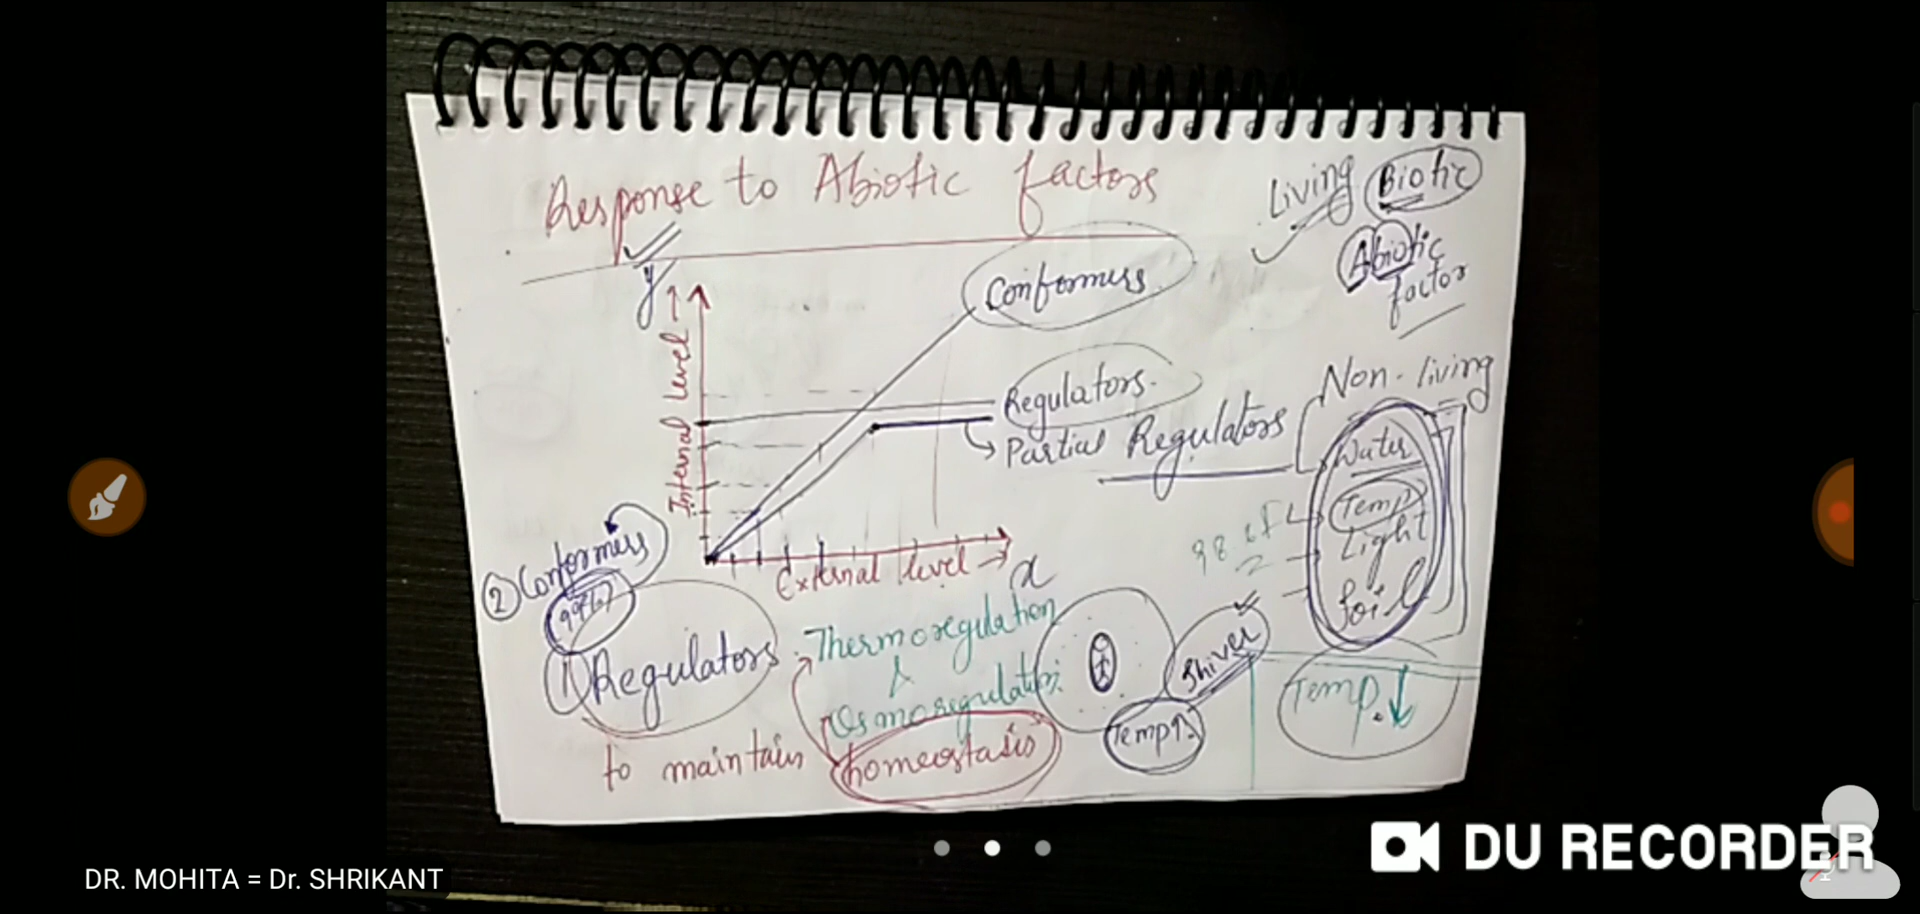 Response to Abiotic factors
Living Biotic
Abiotic
factor
y
Conformers
Internal level →
Regulators.
Partial Regulators
Non-living
Water
Temp
Light
Soil
External level →
x
② Conformers
① Regulators
Thermoregulation
&
Osmoregulation
Shiver
Temp↑
Temp. ↓
to maintain homeostasis
DU RECORDER
DR. MOHITA = Dr. SHRIKANT